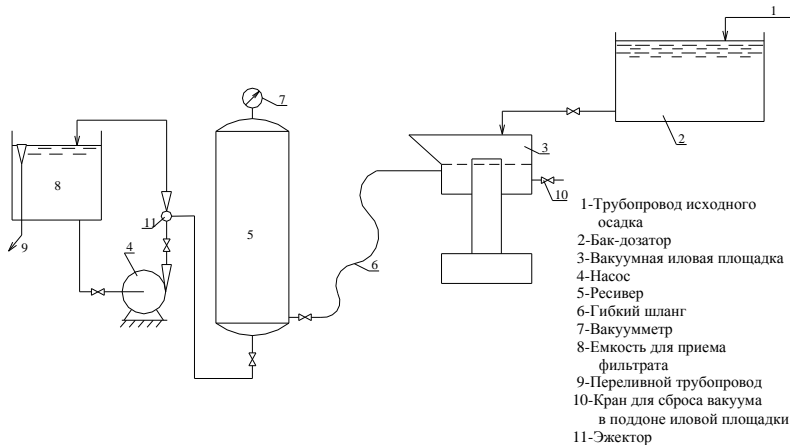 1
7
4
3
2
8
11
10
5
9
6
1-Трубопровод исходного
осадка
2-Бак-дозатор
3-Вакуумная иловая площадка
4-Насос
5-Ресивер
6-Гибкий шланг
7-Вакуумметр
8-Емкость для приема
фильтрата
9-Переливной трубопровод
10-Кран для сброса вакуума
в поддоне иловой площадки
11-Эжектор